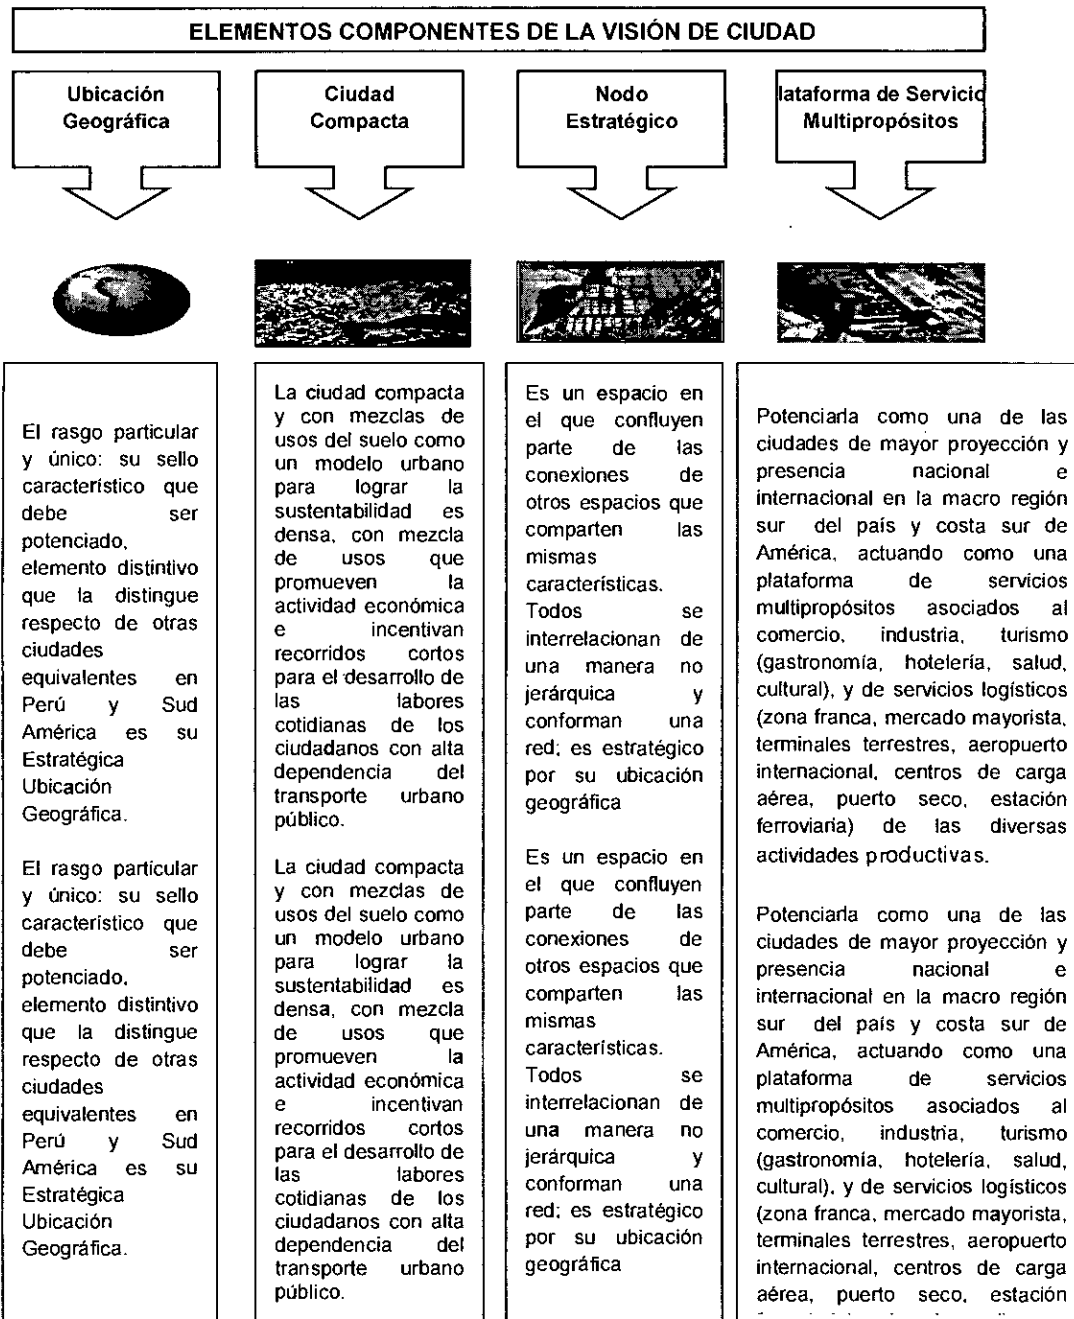 ELEMENTOS COMPONENTES DE LA VISIÓN DE CIUDAD
Ubicación
Geográfica
Ciudad
Compacta
Nodo
Estratégico
lataforma de Servicio
Multipropósitos
El rasgo particular
y único: su sello
característico que
debe ser
potenciado,
elemento distintivo
que la distingue
respecto de otras
ciudades
equivalentes en
Perú y Sud
América es su
Estratégica
Ubicación
Geográfica.
El rasgo particular
y único: su sello
característico que
debe ser
potenciado,
elemento distintivo
que la distingue
respecto de otras
ciudades
equivalentes en
Perú y Sud
América es su
Estratégica
Ubicación
Geográfica.
La ciudad compacta
y con mezclas de
usos del suelo como
un modelo urbano
para lograr la
sustentabilidad es
densa, con mezcla
de usos que
promueven la
actividad económica
e incentivan
recorridos cortos
para el desarrollo de
las labores
cotidianas de los
ciudadanos con alta
dependencia del
transporte urbano
público.
La ciudad compacta
y con mezclas de
usos del suelo como
un modelo urbano
para lograr la
sustentabilidad es
densa, con mezcla
de usos que
promueven la
actividad económica
e incentivan
recorridos cortos
para el desarrollo de
las labores
cotidianas de los
ciudadanos con alta
dependencia del
transporte urbano
público.
Es un espacio en
el que confluyen
parte de las
conexiones de
otros espacios que
comparten las
mismas
características.
Todos se
interrelacionan de
una manera no
jerárquica y
conforman una
red; es estratégico
por su ubicación
geográfica
Es un espacio en
el que confluyen
parte de las
conexiones de
otros espacios que
comparten las
mismas
características.
Todos se
interrelacionan de
una manera no
jerárquica y
conforman una
red; es estratégico
por su ubicación
geográfica
Potenciarla como una de las
ciudades de mayor proyección y
presencia nacional e
internacional en la macro región
sur del país y costa sur de
América, actuando como una
plataforma de servicios
multipropósitos asociados al
comercio, industria, turismo
(gastronomía, hotelería, salud,
cultural), y de servicios logísticos
(zona franca, mercado mayorista,
terminales terrestres, aeropuerto
internacional, centros de carga
aérea, puerto seco, estación
ferroviaria) de las diversas
actividades productivas.
Potenciarla como una de las
ciudades de mayor proyección y
presencia nacional e
internacional en la macro región
sur del país y costa sur de
América, actuando como una
plataforma de servicios
multipropósitos asociados al
comercio, industria, turismo
(gastronomía, hotelería, salud,
cultural), y de servicios logísticos
(zona franca, mercado mayorista,
terminales terrestres, aeropuerto
internacional, centros de carga
aérea, puerto seco, estación